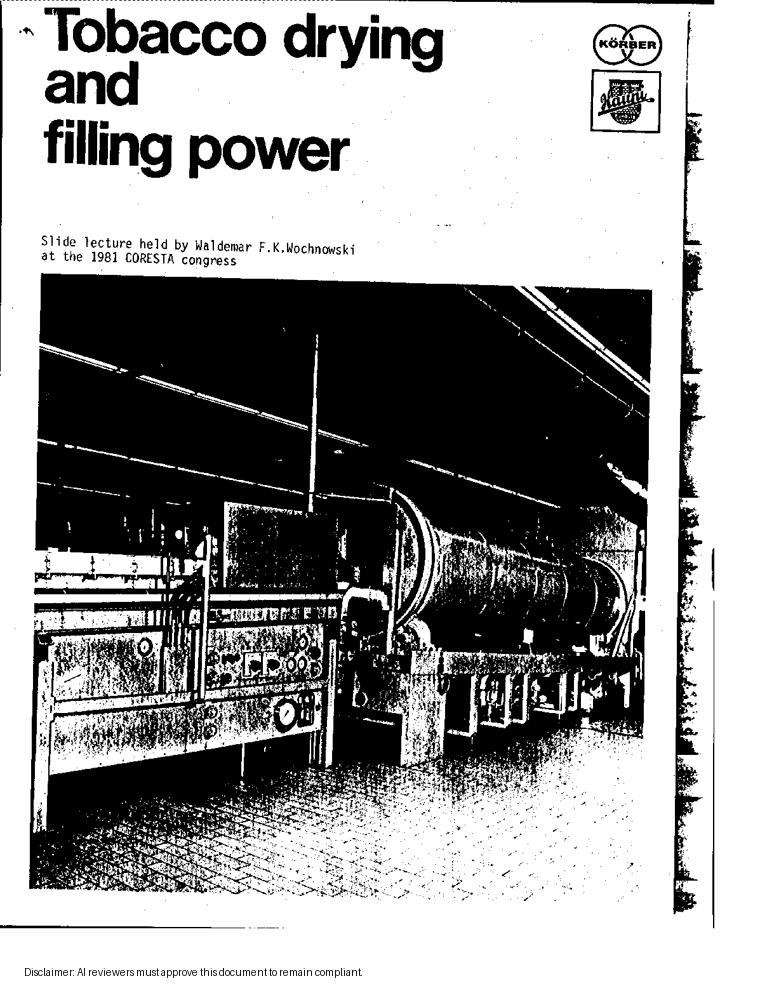 Tobacco drying
and
filling power
KÖRBER
Hauni
Slide lecture held by Waldemar F.K.Wochnowski
at the 1981 CORESTA congress
Disclaimer: AI reviewers must approve this document to remain compliant.